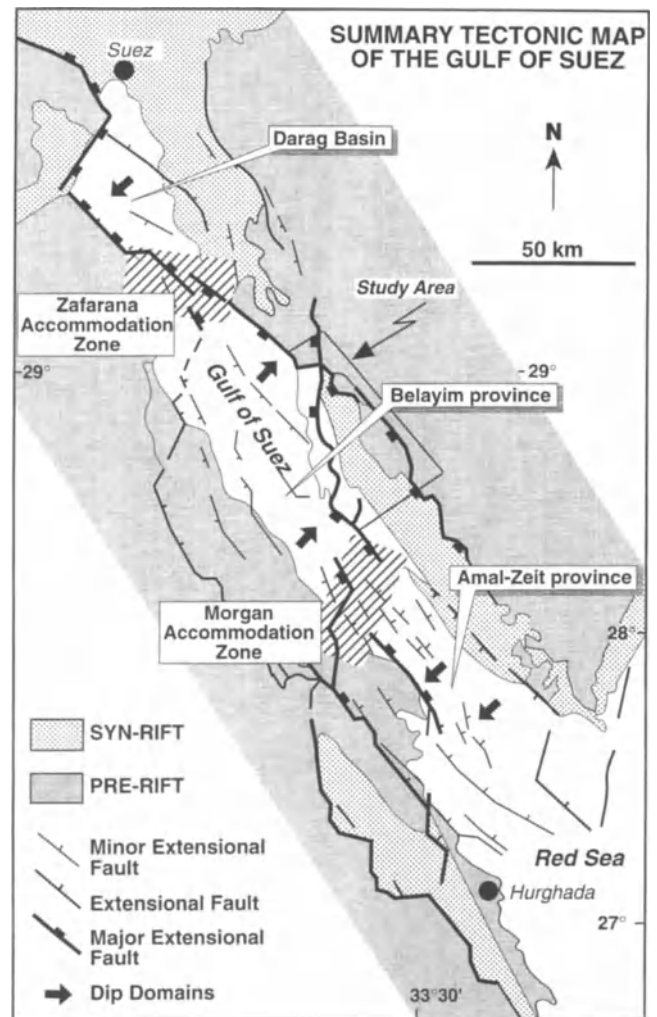 SUMMARY TECTONIC MAP
OF THE GULF OF SUEZ
Suez
Darag Basin
N
50 km
Study Area
Zafarana
Accommodation
Zone
29°
29°
Gulf of Suez
Belayim province
Amal-Zeit province
28°
Morgan
Accommodation
Zone
SYN-RIFT
PRE-RIFT
Minor Extensional
Fault
Extensional Fault
Major Extensional
Fault
Dip Domains
Red Sea
Hurghada
27°
33°30'